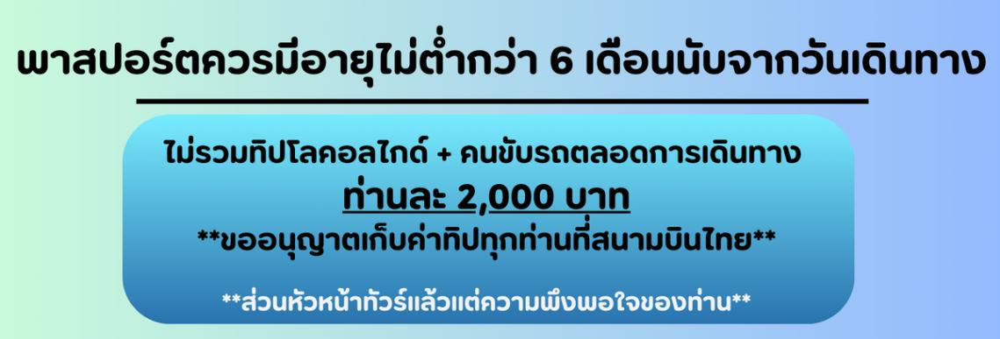 พาสปอร์ตควรมีอายุไม่ต่ำกว่า 6 เดือนนับจากวันเดินทาง
ไม่รวมทิปโลคอลไกด์ + คนขับรถตลอดการเดินทาง
ท่านละ 2,000 บาท
**ขออนุญาตเก็บค่าทิปทุกท่านที่สนามบินไทย**
**ส่วนหัวหน้าทัวร์แล้วแต่ความพึงพอใจของท่าน**